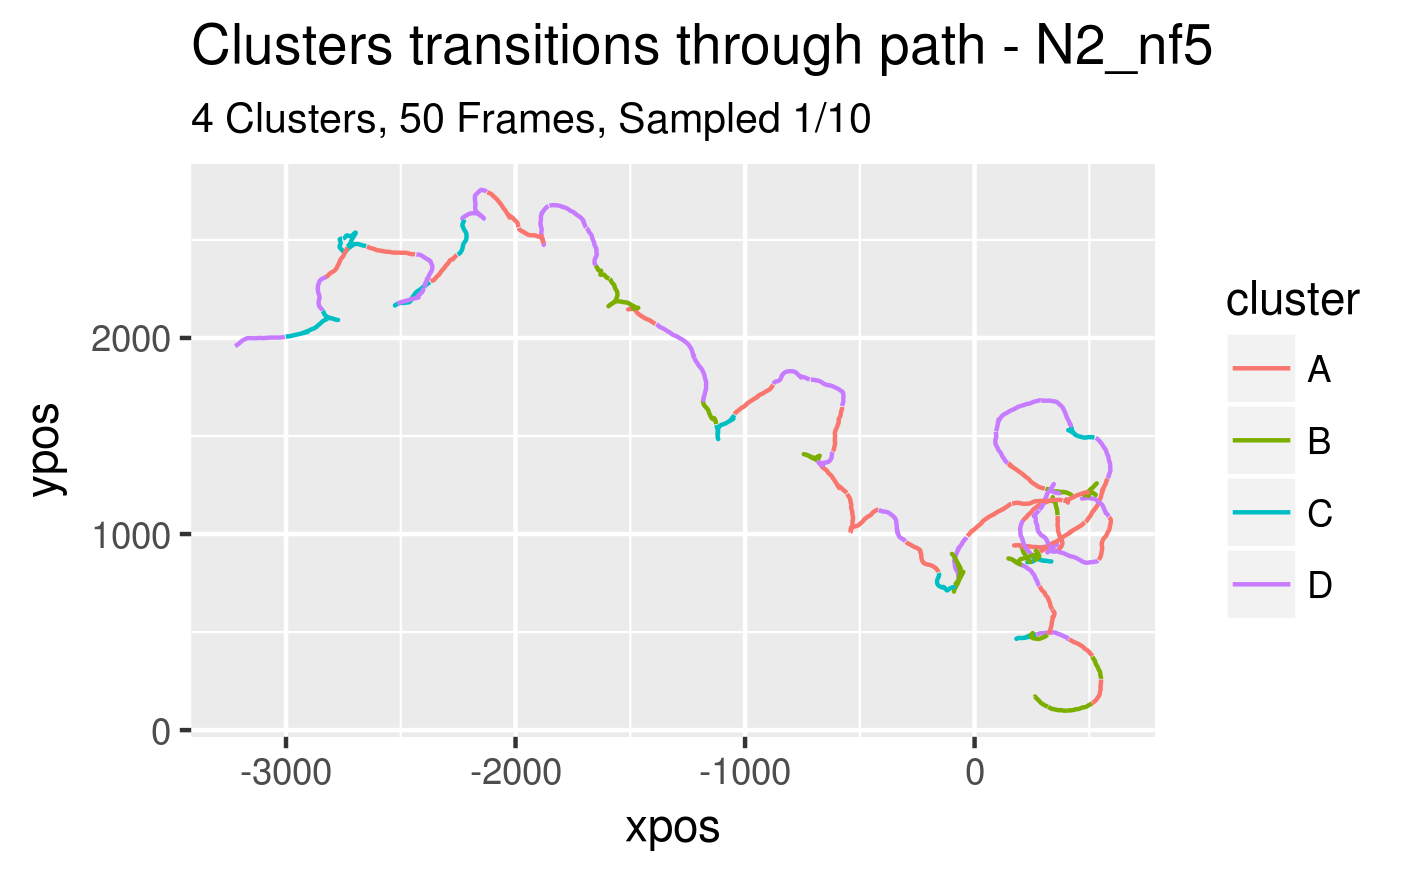 Clusters transitions through path - N2_nf5
4 Clusters, 50 Frames, Sampled 1/10
ypos
2000
1000
0
-3000 -2000 -1000 0
xpos
cluster
A
B
C
D